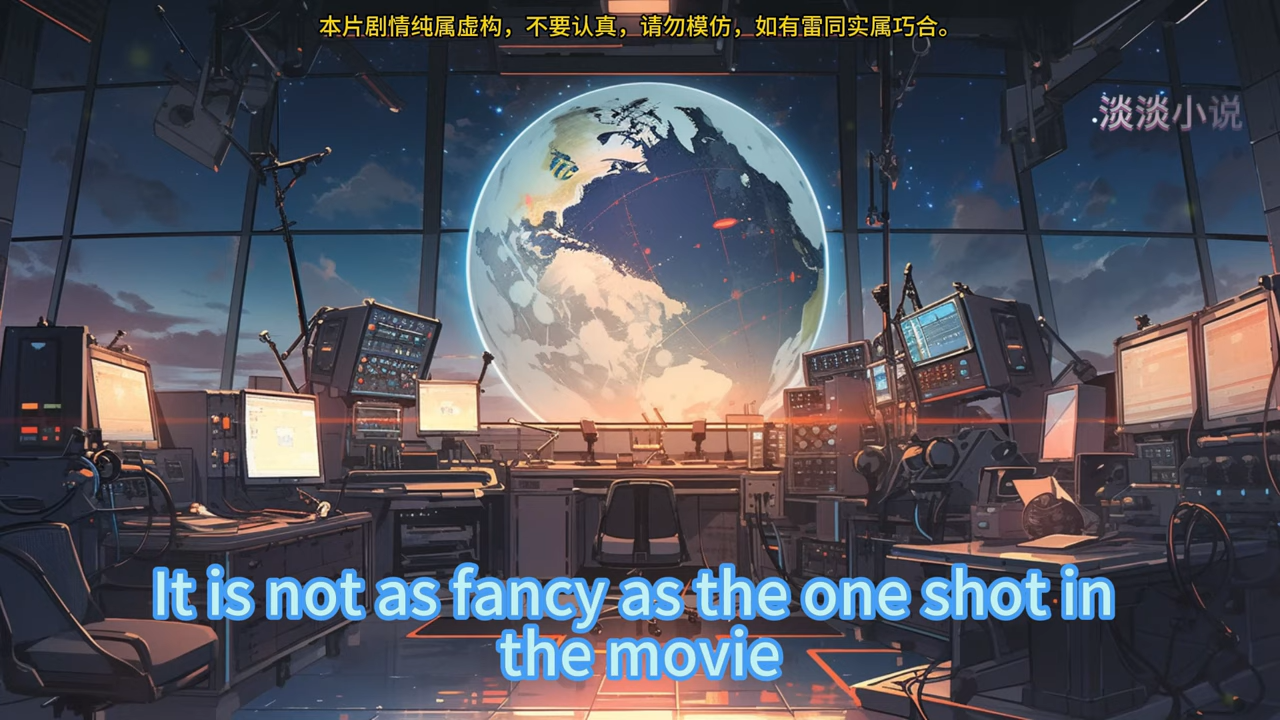 本片剧情纯属虚构，不要认真，请勿模仿，如有雷同实属巧合。
淡淡小说
It is not as fancy as the one shot in
the movie